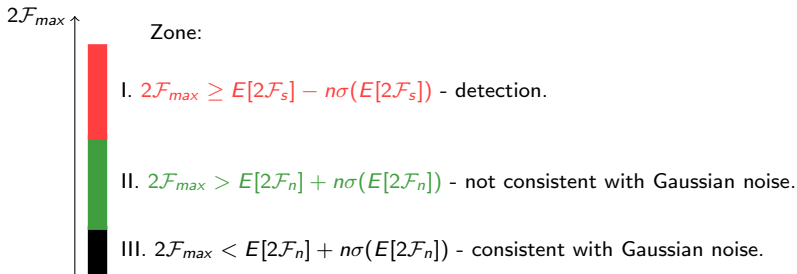 2ℱₘₐₓ
Zone:
I. 2ℱₘₐₓ ≥ E[2ℱₛ] − nσ(E[2ℱₛ]) - detection.
II. 2ℱₘₐₓ > E[2ℱₙ] + nσ(E[2ℱₙ]) - not consistent with Gaussian noise.
III. 2ℱₘₐₓ < E[2ℱₙ] + nσ(E[2ℱₙ]) - consistent with Gaussian noise.